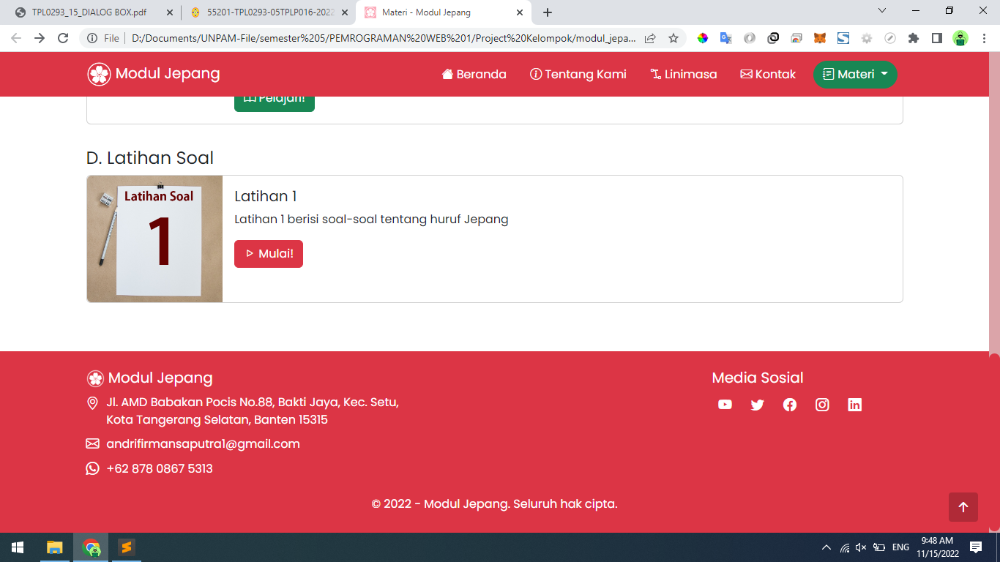 TPL0293_15_DIALOG BOX.pdf
55201-TPL0293-05TPLP016-2022
Materi - Modul Jepang
File
D:/Documents/UNPAM-File/semester%205/PEMROGRAMAN%20WEB%201/Project%20Kelompok/modul_jepa...
Modul Jepang
Beranda
Tentang Kami
Linimasa
Kontak
Materi
Pelajari!
D. Latihan Soal
Latihan Soal
1
Latihan 1
Latihan 1 berisi soal-soal tentang huruf Jepang
Mulai!
Modul Jepang
Jl. AMD Babakan Pocis No.88, Bakti Jaya, Kec. Setu,
Kota Tangerang Selatan, Banten 15315
andrifirmansaputra1@gmail.com
+62 878 0867 5313
Media Sosial
© 2022 - Modul Jepang. Seluruh hak cipta.
ENG
9:48 AM
11/15/2022